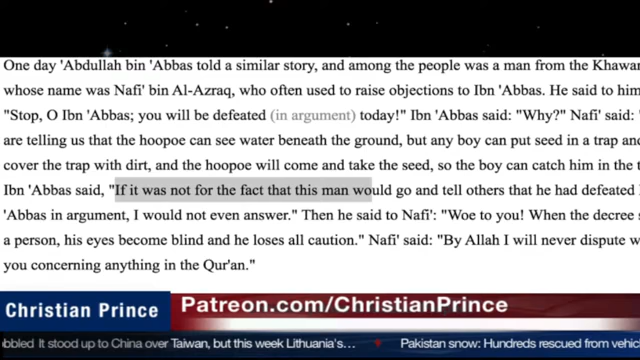 One day 'Abdullah bin 'Abbas told a similar story, and among the people was a man from the Khawar
whose name was Nafi' bin Al-Azraq, who often used to raise objections to Ibn 'Abbas. He said to him
"Stop, O Ibn 'Abbas; you will be defeated (in argument) today!" Ibn 'Abbas said: "Why?" Nafi' said: "
are telling us that the hoopoe can see water beneath the ground, but any boy can put seed in a trap and
cover the trap with dirt, and the hoopoe will come and take the seed, so the boy can catch him in the t
Ibn 'Abbas said, "If it was not for the fact that this man would go and tell others that he had defeated I
'Abbas in argument, I would not even answer." Then he said to Nafi': "Woe to you! When the decree s
a person, his eyes become blind and he loses all caution." Nafi' said: "By Allah I will never dispute w
you concerning anything in the Qur'an."
Christian Prince
Patreon.com/ChristianPrince
obbled It stood up to China over Taiwan, but this week Lithuania's... Pakistan snow: Hundreds rescued from vehic